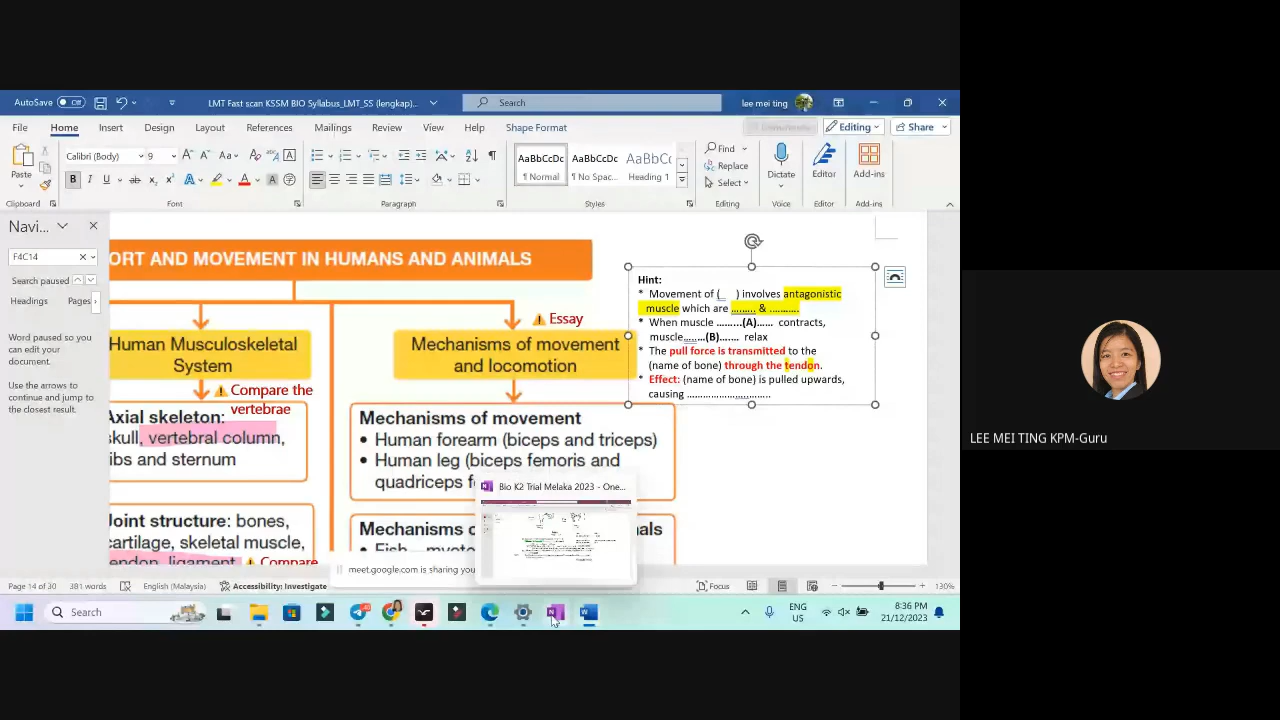 AutoSave Off LMT Fast scan KSSM BIO Syllabus_LMT_SS (lengkap)... Search lee mei ting
File Home Insert Design Layout References Mailings Review View Help Shape Format Editing Share
Paste
Calibri (Body) 9
B I U ab x₂ x² A
AaBbCcDc AaBbCcDc AaBbCc
¶ Normal ¶ No Spac... Heading 1
Find
Replace
Select
Dictate
Editor
Add-ins
Clipboard Font Paragraph Styles Editing Voice Editor Add-ins
Navi...
F4C14
Search paused
Headings Pages
Word paused so you can edit your document.
Use the arrows to continue and jump to the closest result.
ORT AND MOVEMENT IN HUMANS AND ANIMALS
Human Musculoskeletal
System
Compare the
vertebrae
Axial skeleton:
skull, vertebral column,
ibs and sternum
Joint structure: bones,
cartilage, skeletal muscle,
tendon, ligament
Compare
Essay
Mechanisms of movement
and locomotion
Mechanisms of movement
• Human forearm (biceps and triceps)
• Human leg (biceps femoris and
quadriceps f
Mechanisms o
nals
• Fish – myot
Hint:
* Movement of (__ ) involves antagonistic
muscle which are ......... & ...........
* When muscle .........(A)...... contracts,
muscle........(B)....... relax
* The pull force is transmitted to the
(name of bone) through the tendon.
* Effect: (name of bone) is pulled upwards,
causing ..............................
Bio K2 Trial Melaka 2023 - One...
meet.google.com is sharing you
Page 14 of 30 381 words English (Malaysia) Accessibility: Investigate Focus 130%
Search
ENG
US
8:36 PM
21/12/2023
LEE MEI TING KPM-Guru